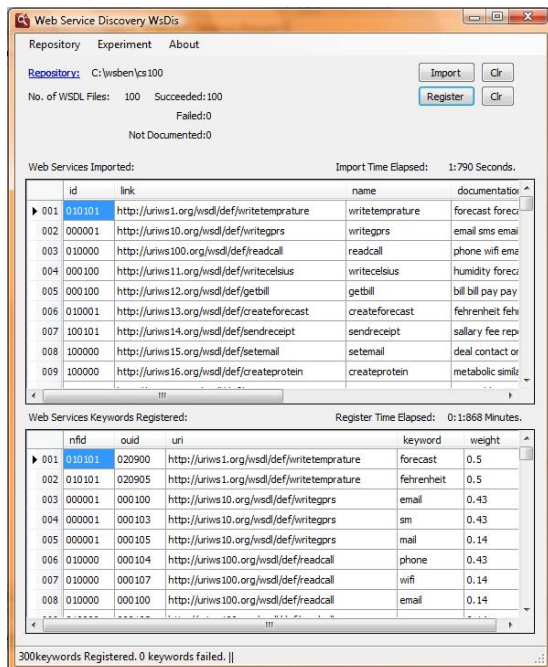 Web Service Discovery WsDis
Repository Experiment About
Repository: C:\wsben\cs100 Import Clr
No. of WSDL Files: 100 Succeeded:100 Register Clr
Failed:0
Not Documented:0
Web Services Imported: Import Time Elapsed: 1:790 Seconds.
id link name documentation
001 010101 http://uriws1.org/wsdl/def/writetemprature writetemprature forecast foreca
002 000001 http://uriws10.org/wsdl/def/writegprs writegprs email sms emai
003 010000 http://uriws100.org/wsdl/def/readcall readcall phone wifi ema
004 000100 http://uriws11.org/wsdl/def/writecelsius writecelsius humidity foreca
005 000100 http://uriws12.org/wsdl/def/getbill getbill bill bill pay pay
006 010001 http://uriws13.org/wsdl/def/createforecast createforecast fehrenheit fehr
007 100101 http://uriws14.org/wsdl/def/sendreceipt sendreceipt sallary fee rep
008 100000 http://uriws15.org/wsdl/def/setemail setemail deal contact or
009 100000 http://uriws16.org/wsdl/def/createprotein createprotein metabolic simila
Web Services Keywords Registered: Register Time Elapsed: 0:1:868 Minutes.
nfid ouid uri keyword weight
001 010101 020900 http://uriws1.org/wsdl/def/writetemprature forecast 0.5
002 010101 020905 http://uriws1.org/wsdl/def/writetemprature fehrenheit 0.5
003 000001 000100 http://uriws10.org/wsdl/def/writegprs email 0.43
004 000001 000103 http://uriws10.org/wsdl/def/writegprs sm 0.43
005 000001 000105 http://uriws10.org/wsdl/def/writegprs mail 0.14
006 010000 000104 http://uriws100.org/wsdl/def/readcall phone 0.43
007 010000 000107 http://uriws100.org/wsdl/def/readcall wifi 0.14
008 010000 000100 http://uriws100.org/wsdl/def/readcall email 0.14
300keywords Registered. 0 keywords failed. ||